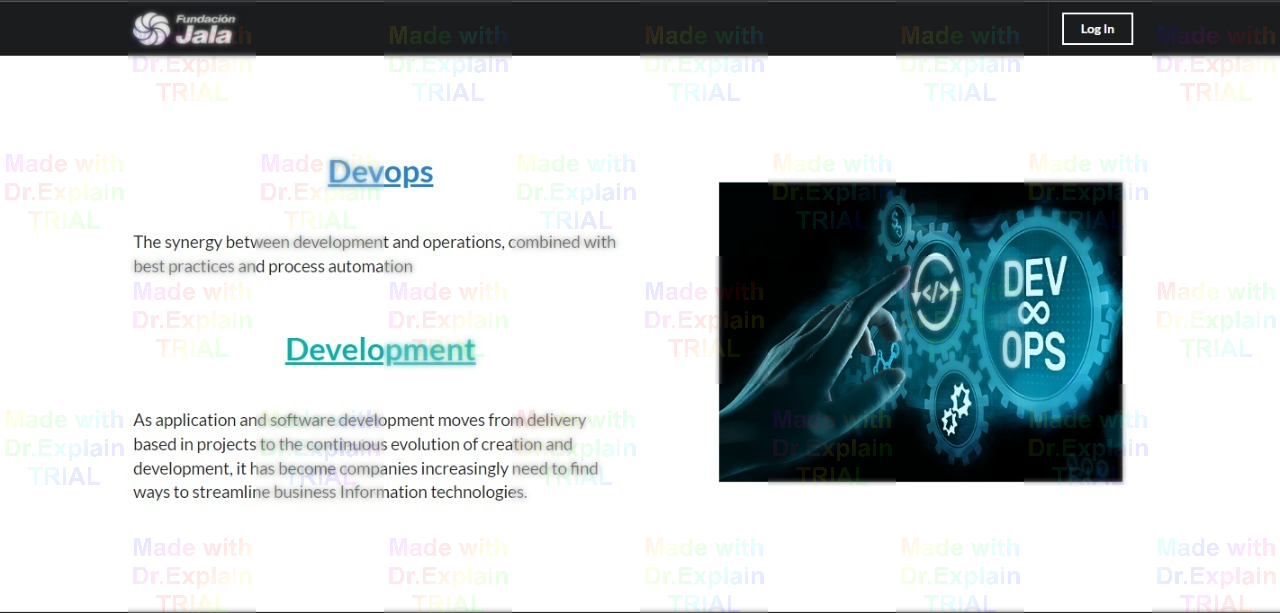 Fundación
Jala
Log In
Devops
The synergy between development and operations, combined with
best practices and process automation
Development
As application and software development moves from delivery
based in projects to the continuous evolution of creation and
development, it has become companies increasingly need to find
ways to streamline business Information technologies.
$
</>
DEV
OPS
Made with
Dr.Explain
TRIAL